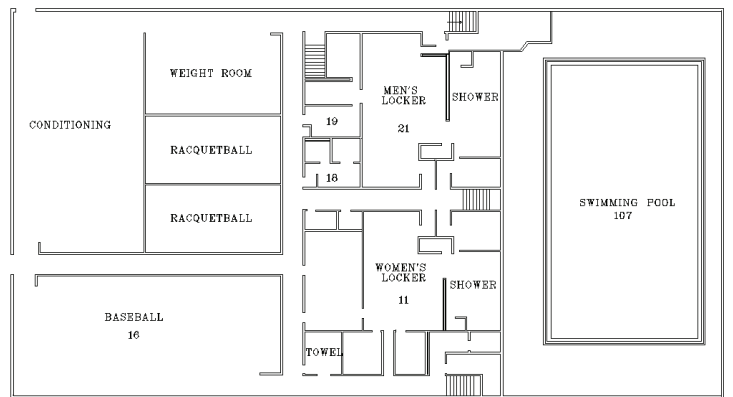 WEIGHT ROOM
MEN'S
LOCKER
21
SHOWER
CONDITIONING
19
RACQUETBALL
18
RACQUETBALL
SWIMMING POOL
107
WOMEN'S
LOCKER
11
SHOWER
BASEBALL
16
TOWEL